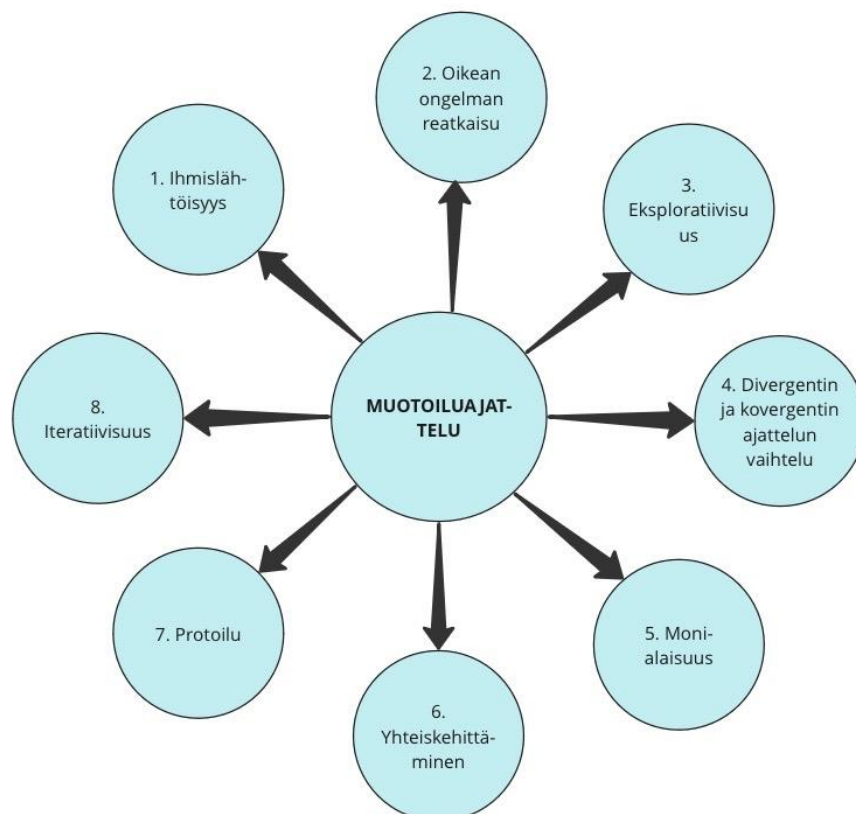 2. Oikean
ongelman
reatkaisu
1. Ihmisläh-
töisyys
3.
Eksploratiivisu
us
8.
Iteratiivisuus
MUOTOILUAJAT-
TELU
4. Divergentin
ja kovergentin
ajattelun
vaihtelu
7. Protoilu
5. Moni-
alaisuus
6.
Yhteiskehittä-
minen